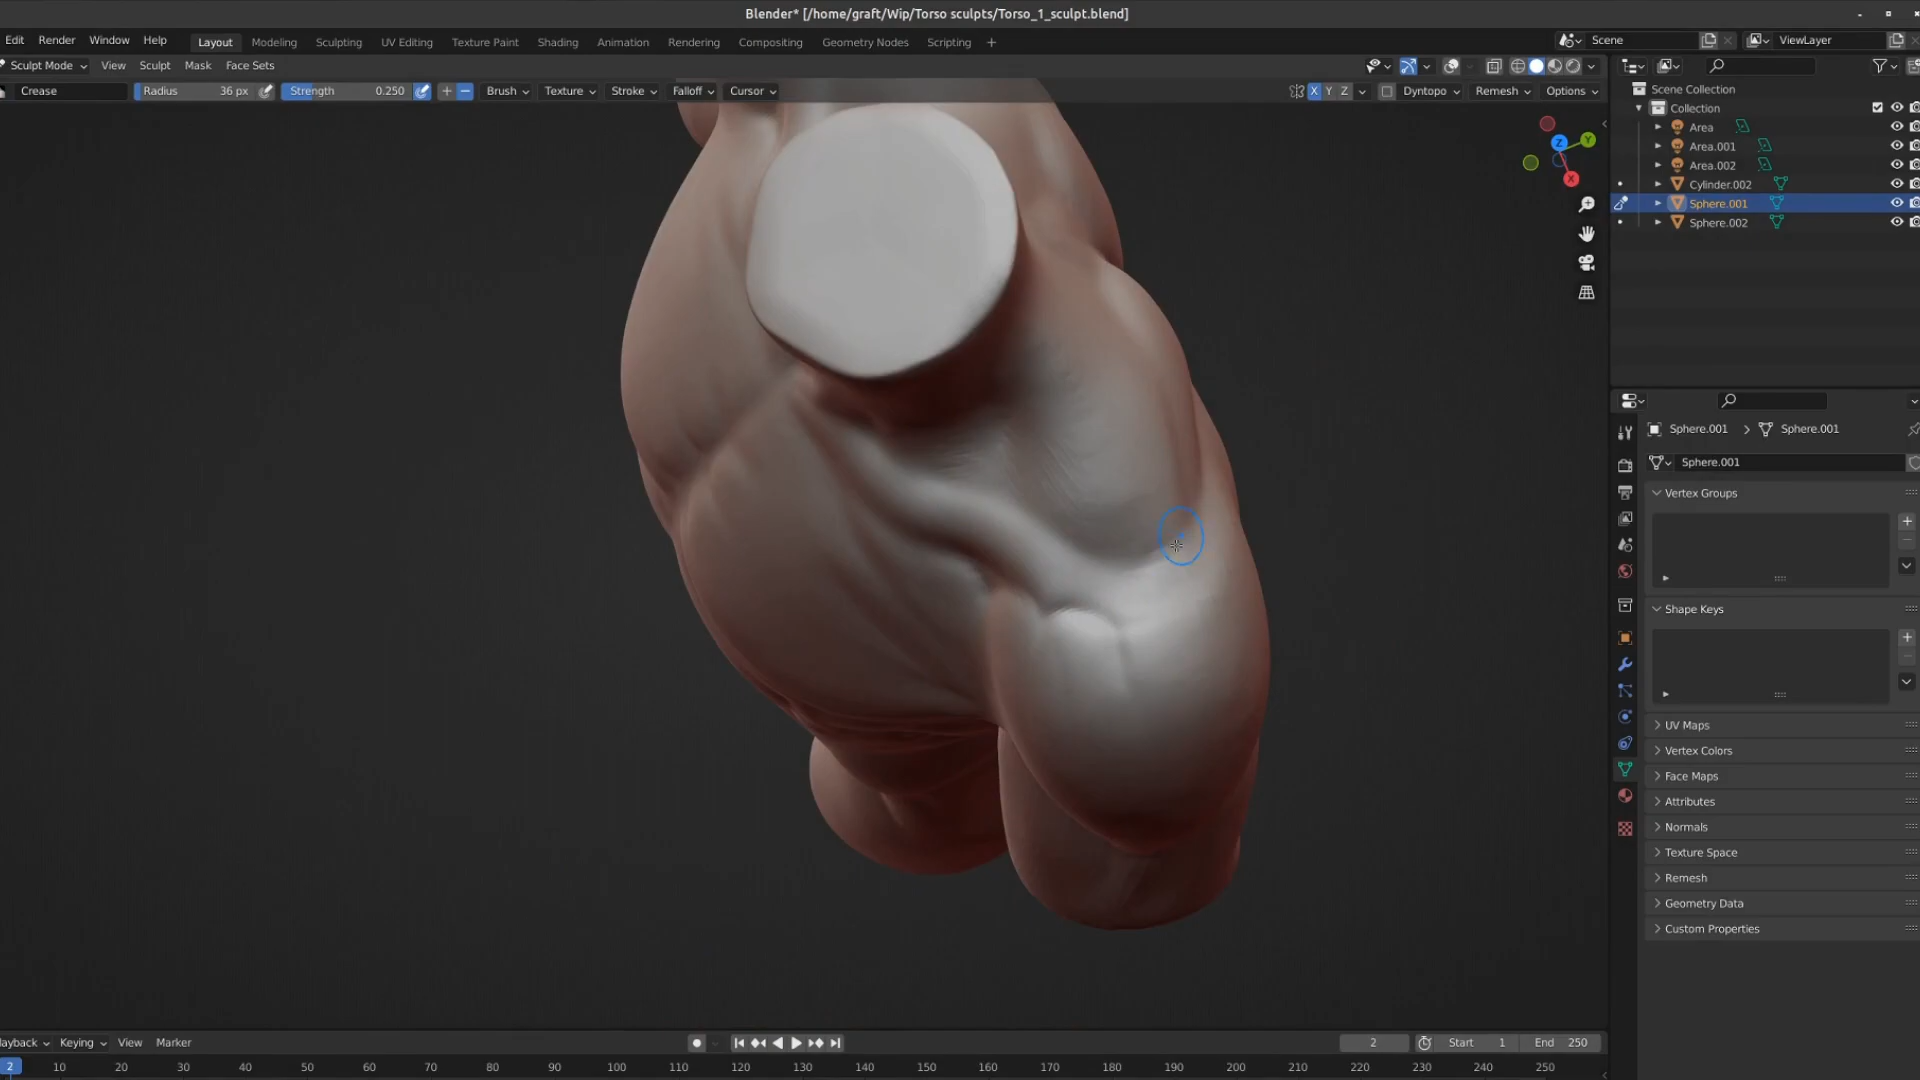 Blender* [/home/graft/Wip/Torso sculpts/Torso_1_sculpt.blend]
Edit Render Window Help Layout Modeling Sculpting UV Editing Texture Paint Shading Animation Rendering Compositing Geometry Nodes Scripting + Scene ViewLayer
Sculpt Mode View Sculpt Mask Face Sets
Crease Radius 36 px Strength 0.250 Brush Texture Stroke Falloff Cursor X Y Z Dyntopo Remesh Options
Scene Collection
Collection
Area
Area.001
Area.002
Cylinder.002
Sphere.001
Sphere.002
Z Y X
Sphere.001 > Sphere.001
Sphere.001
Vertex Groups
Shape Keys
UV Maps
Vertex Colors
Face Maps
Attributes
Normals
Texture Space
Remesh
Geometry Data
Custom Properties
Keying View Marker 2 Start 1 End 250
2 10 20 30 40 50 60 70 80 90 100 110 120 130 140 150 160 170 180 190 200 210 220 230 240 250